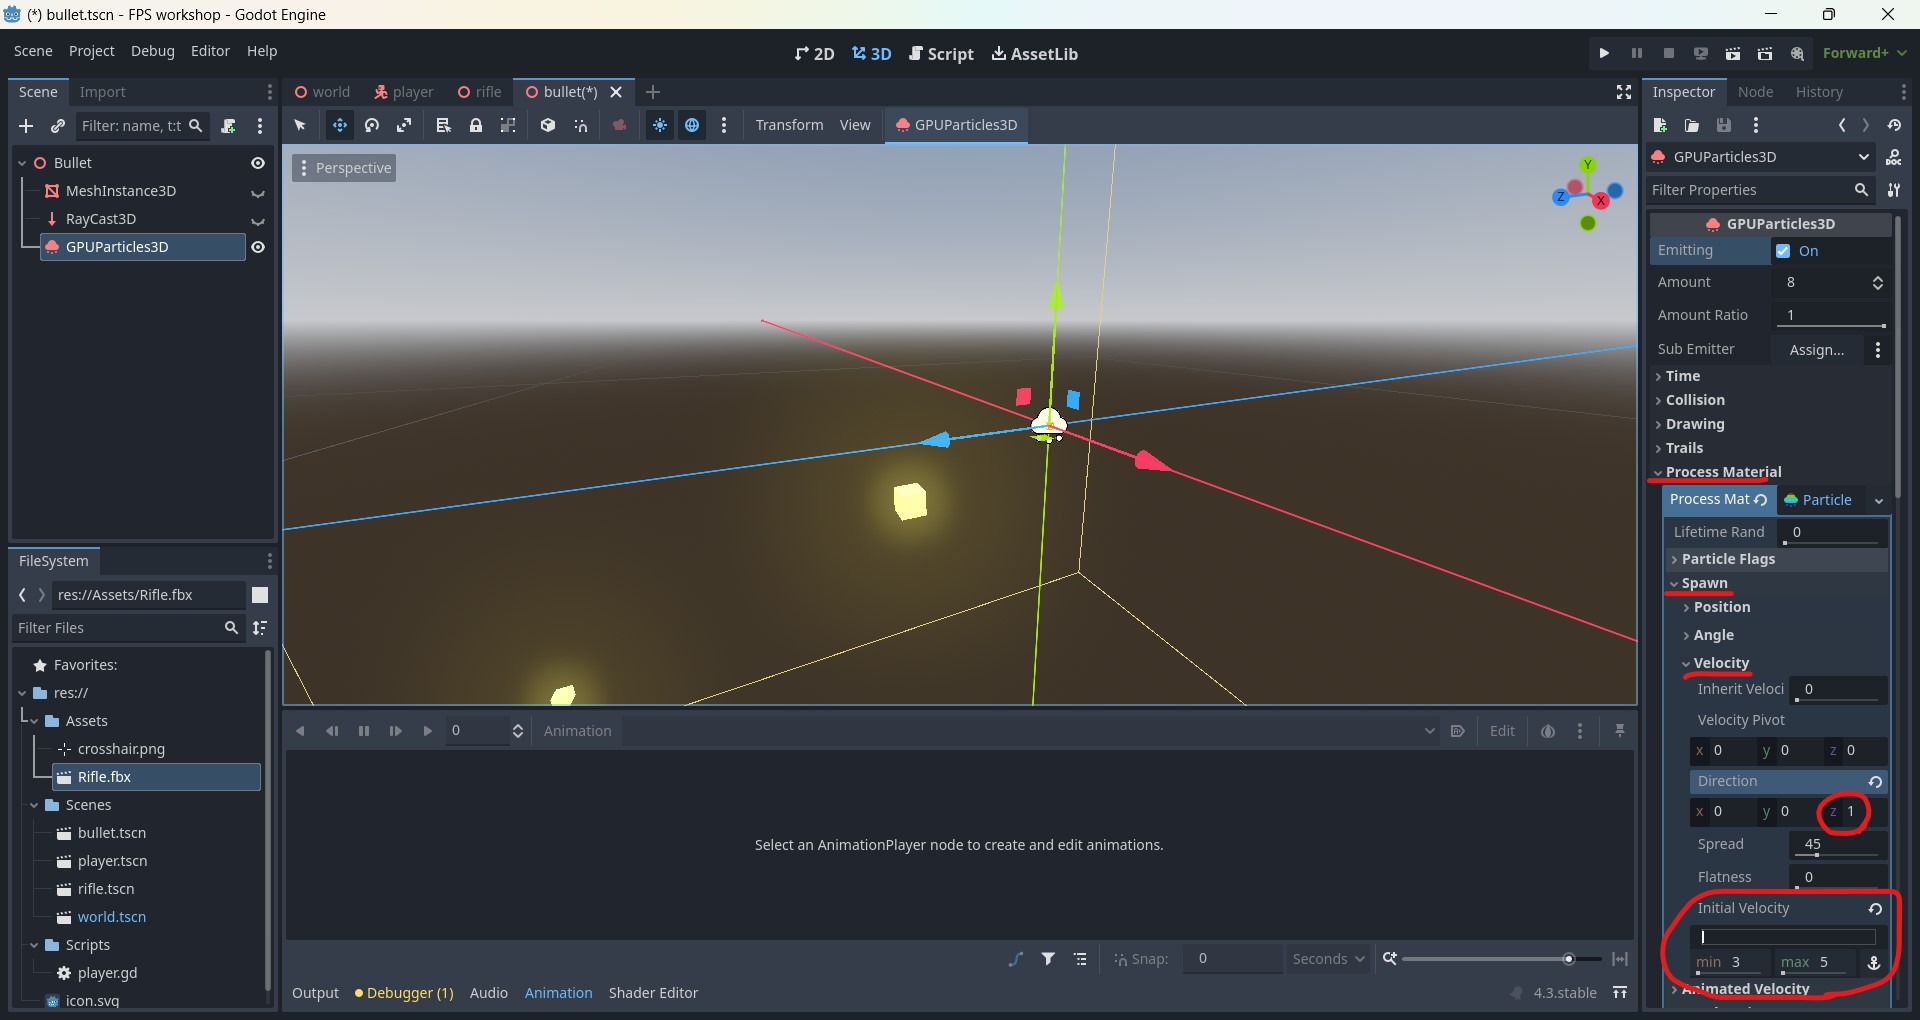 (*) bullet.tscn - FPS workshop - Godot Engine
Scene Project Debug Editor Help
2D 3D Script AssetLib
Forward+
Scene Import
Filter: name, t:t
Bullet
MeshInstance3D
RayCast3D
GPUParticles3D
FileSystem
res://Assets/Rifle.fbx
Filter Files
Favorites:
res://
Assets
crosshair.png
Rifle.fbx
Scenes
bullet.tscn
player.tscn
rifle.tscn
world.tscn
Scripts
player.gd
icon.svg
world player rifle bullet(*)
Transform View GPUParticles3D
Perspective
Y
Z
X
0 Animation Edit
Select an AnimationPlayer node to create and edit animations.
Snap: 0 Seconds
Output Debugger (1) Audio Animation Shader Editor 4.3.stable
Inspector Node History
GPUParticles3D
Filter Properties
GPUParticles3D
Emitting On
Amount 8
Amount Ratio 1
Sub Emitter Assign...
Time
Collision
Drawing
Trails
Process Material
Process Mat Particle
Lifetime Rand 0
Particle Flags
Spawn
Position
Angle
Velocity
Inherit Veloci 0
Velocity Pivot
x 0 y 0 z 0
Direction
x 0 y 0 z 1
Spread 45
Flatness 0
Initial Velocity
min 3 max 5
Animated Velocity